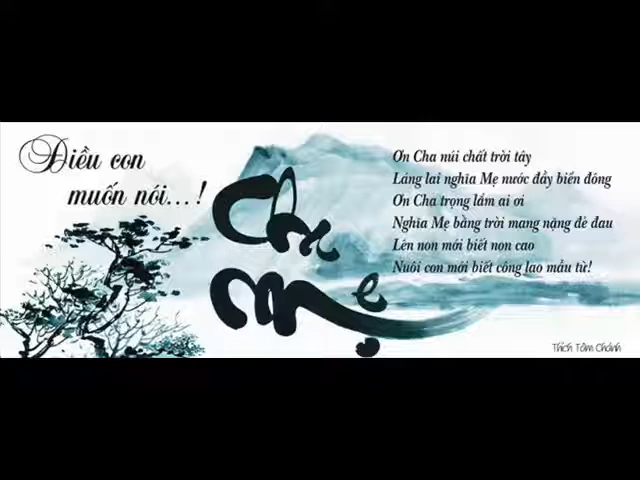 Điều con
muốn nói...!
Cha
Mẹ
Ơn Cha núi chất trời tây
Láng lai nghĩa Mẹ nước đầy biển đông
Ơn Cha trọng lắm ai ơi
Nghĩa Mẹ bằng trời mang nặng đẻ đau
Lên non mới biết non cao
Nuôi con mới biết công lao mẫu từ!
Thích Tâm Chánh